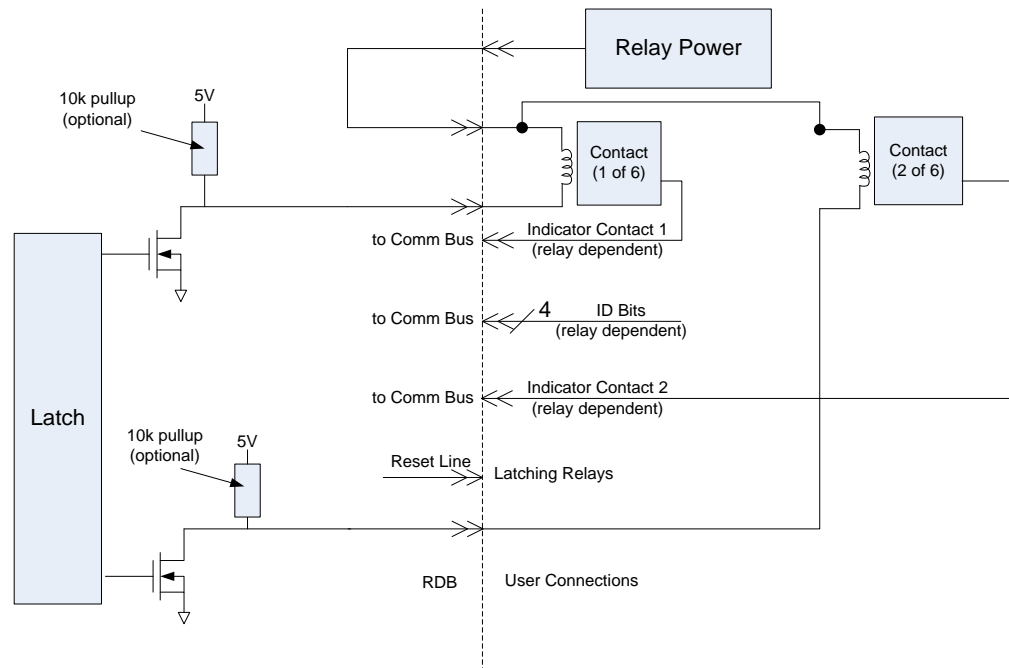 Relay Power
10k pullup
(optional)
5V
Contact
(1 of 6)
Contact
(2 of 6)
to Comm Bus
Indicator Contact 1
(relay dependent)
to Comm Bus
4
ID Bits
(relay dependent)
to Comm Bus
Indicator Contact 2
(relay dependent)
Latch
10k pullup
(optional)
5V
Reset Line
Latching Relays
RDB
User Connections